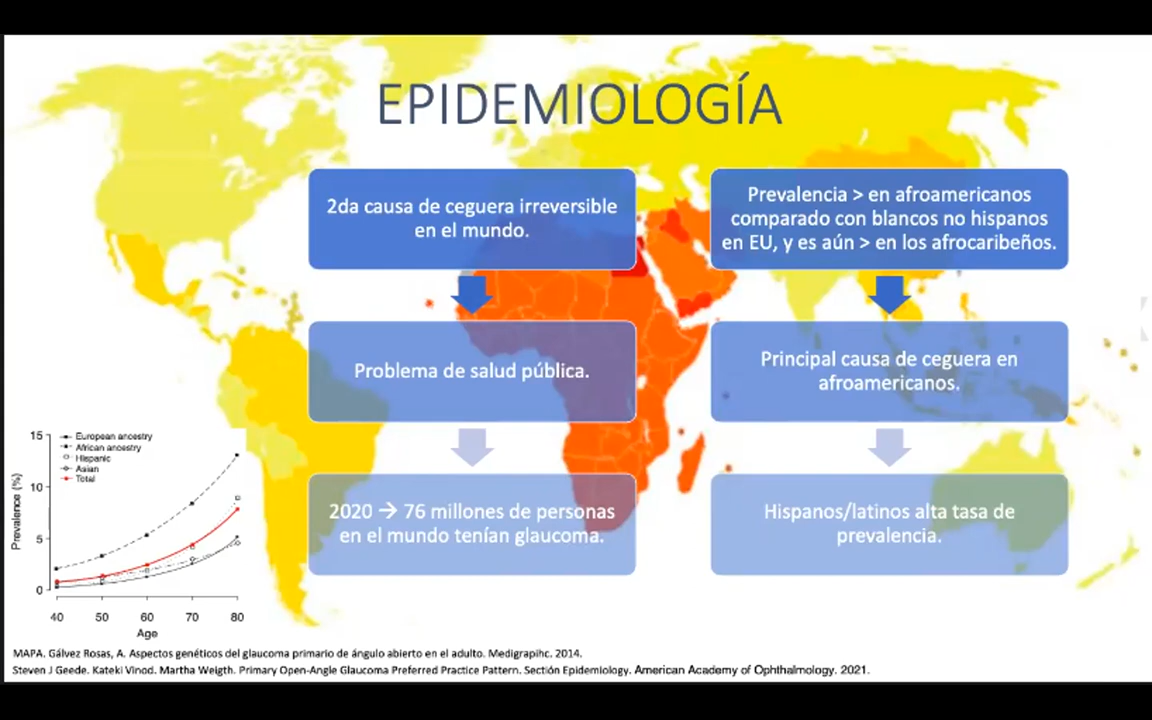 EPIDEMIOLOGÍA
2da causa de ceguera irreversible
en el mundo.
Problema de salud pública.
2020 → 76 millones de personas
en el mundo tenían glaucoma.
Prevalencia > en afroamericanos
comparado con blancos no hispanos
en EU, y es aún > en los afrocaribeños.
Principal causa de ceguera en
afroamericanos.
Hispanos/latinos alta tasa de
prevalencia.
European ancestry
African ancestry
Hispanic
Asian
Total
Prevalence (%)
15
10
5
0
40 50 60 70 80
Age
MAPA. Gálvez Rosas, A. Aspectos genéticos del glaucoma primario de ángulo abierto en el adulto. Medigrapihc. 2014.
Steven J Geede. Kateki Vinod. Martha Weigth. Primary Open-Angle Glaucoma Preferred Practice Pattern. Sectión Epidemiology. American Academy of Ophthalmology. 2021.